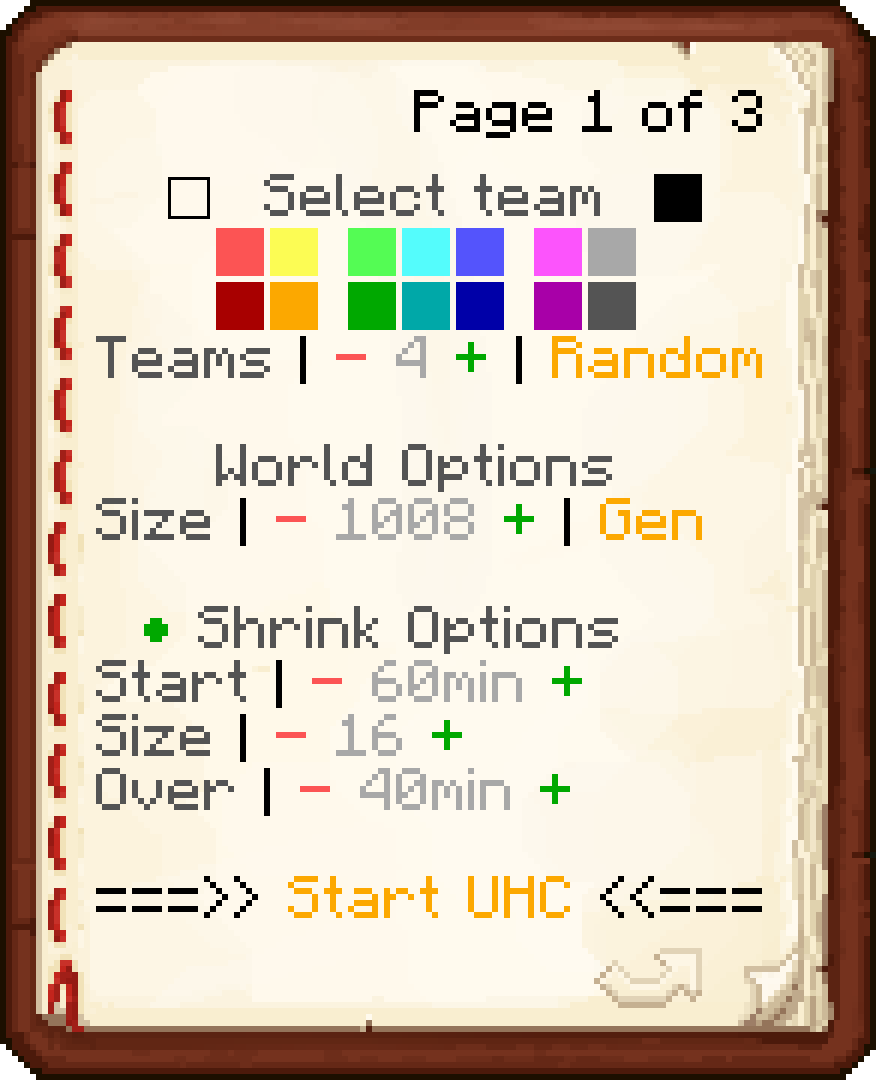 Page 1 of 3
Select team
Teams | - 4 + | Random
World Options
Size | - 1008 + | Gen
• Shrink Options
Start | - 60min +
Size | - 16 +
Over | - 40min +
===>> Start UHC <<===